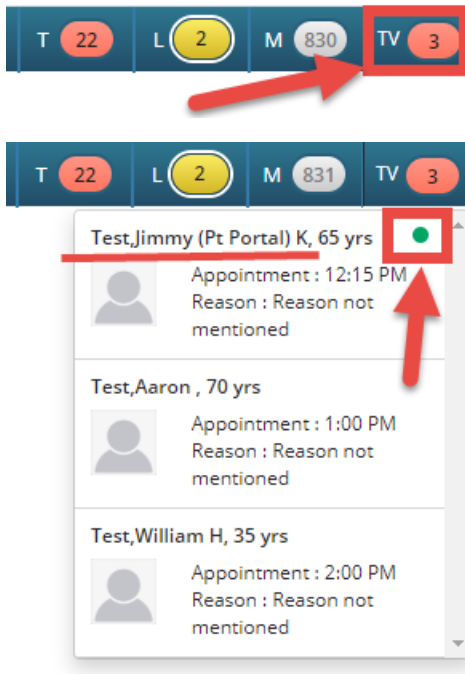 T 22 L 2 M 830 TV 3
T 22 L 2 M 831 TV 3
Test,Jimmy (Pt Portal) K, 65 yrs
Appointment : 12:15 PM
Reason : Reason not
mentioned
Test,Aaron , 70 yrs
Appointment : 1:00 PM
Reason : Reason not
mentioned
Test,William H, 35 yrs
Appointment : 2:00 PM
Reason : Reason not
mentioned